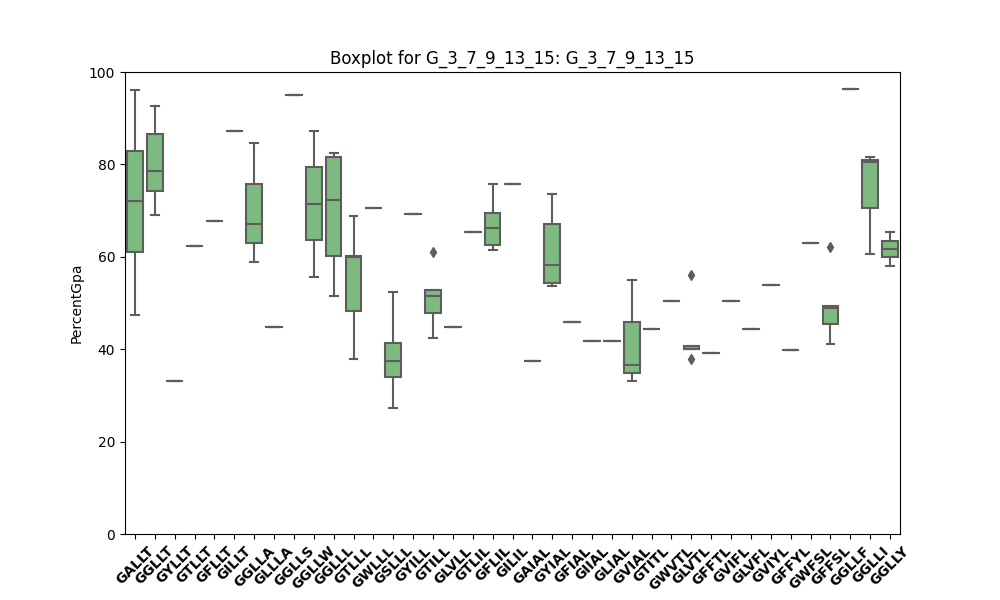 Boxplot for G_3_7_9_13_15: G_3_7_9_13_15
PercentGpa
100
80
60
40
20
0
GALLT GGLLT GYLLT GTLLT GFLLT GILLT GGLLA GLLLA GGLLS GGLLW GGLLL GTLLL GWLLL GSLLL GYILL GTILL GLVLL GTLIL GFLIL GILIL GAIAL GYIAL GFIAL GIIAL GLIAL GVIAL GTITL GWVTL GLVTL GFFTL GVIFL GLVFL GVIYL GFFYL GWFSL GFFSL GGLLF GGLLI GGLLY